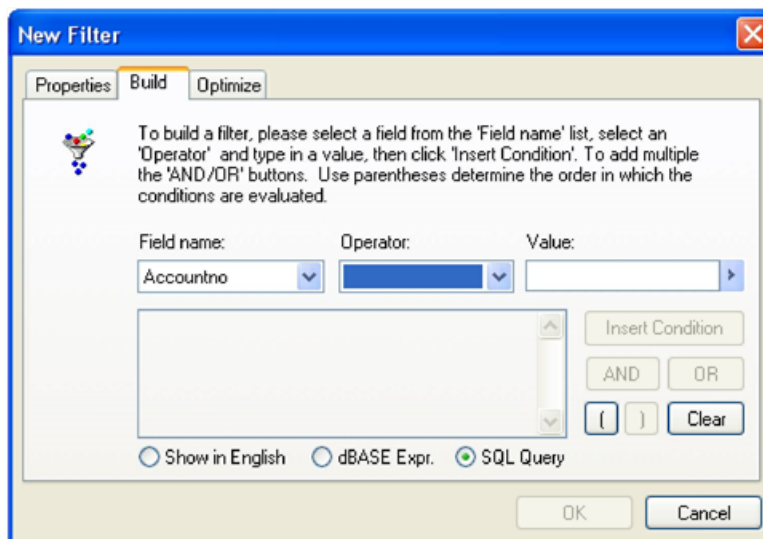 New Filter
Properties Build Optimize
To build a filter, please select a field from the 'Field name' list, select an
'Operator' and type in a value, then click 'Insert Condition'. To add multiple
the 'AND/OR' buttons. Use parentheses determine the order in which the
conditions are evaluated.
Field name: Operator: Value:
Accountno
Insert Condition
AND OR
( ) Clear
Show in English dBASE Expr. SQL Query
OK Cancel